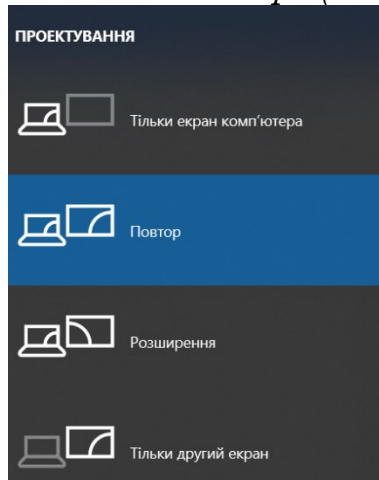 ПРОЕКТУВАННЯ
Тільки екран комп’ютера
Повтор
Розширення
Тільки другий екран